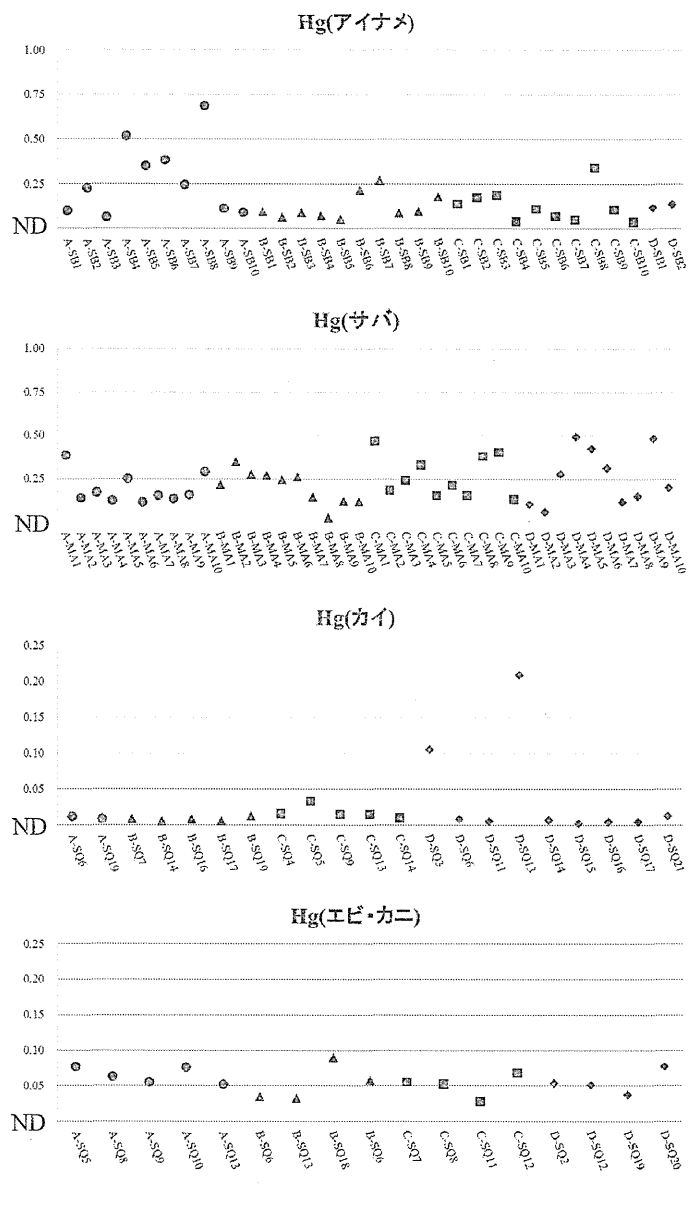 Hg(アイナメ)
1.00
0.75
0.50
0.25
ND
A-SB1 A-SB2 A-SB3 A-SB4 A-SB5 A-SB6 A-SB7 A-SB8 A-SB9 A-SB10 B-SB1 B-SB2 B-SB3 B-SB4 B-SB5 B-SB6 B-SB7 B-SB8 B-SB9 B-SB10 C-SB1 C-SB2 C-SB3 C-SB4 C-SB5 C-SB6 C-SB7 C-SB8 C-SB9 C-SB10 D-SB1 D-SB2
Hg(サバ)
1.00
0.75
0.50
0.25
ND
A-MA1 A-MA2 A-MA3 A-MA4 A-MA5 A-MA6 A-MA7 A-MA8 A-MA9 A-MA10 B-MA1 B-MA2 B-MA3 B-MA4 B-MA5 B-MA6 B-MA7 B-MA8 B-MA9 B-MA10 C-MA1 C-MA2 C-MA3 C-MA4 C-MA5 C-MA6 C-MA7 C-MA8 C-MA9 C-MA10 D-MA1 D-MA2 D-MA3 D-MA4 D-MA5 D-MA6 D-MA7 D-MA8 D-MA9 D-MA10
Hg(カイ)
0.25
0.20
0.15
0.10
0.05
ND
A-SQ6 A-SQ19 B-SQ7 B-SQ14 B-SQ16 B-SQ17 B-SQ19 C-SQ4 C-SQ5 C-SQ9 C-SQ13 C-SQ14 D-SQ3 D-SQ6 D-SQ11 D-SQ13 D-SQ14 D-SQ15 D-SQ16 D-SQ17 D-SQ21
Hg(エビ・カニ)
0.25
0.20
0.15
0.10
0.05
ND
A-SQ5 A-SQ8 A-SQ9 A-SQ10 A-SQ13 B-SQ6 B-SQ13 B-SQ18 B-SQ6 C-SQ7 C-SQ8 C-SQ11 C-SQ12 D-SQ2 D-SQ12 D-SQ19 D-SQ20